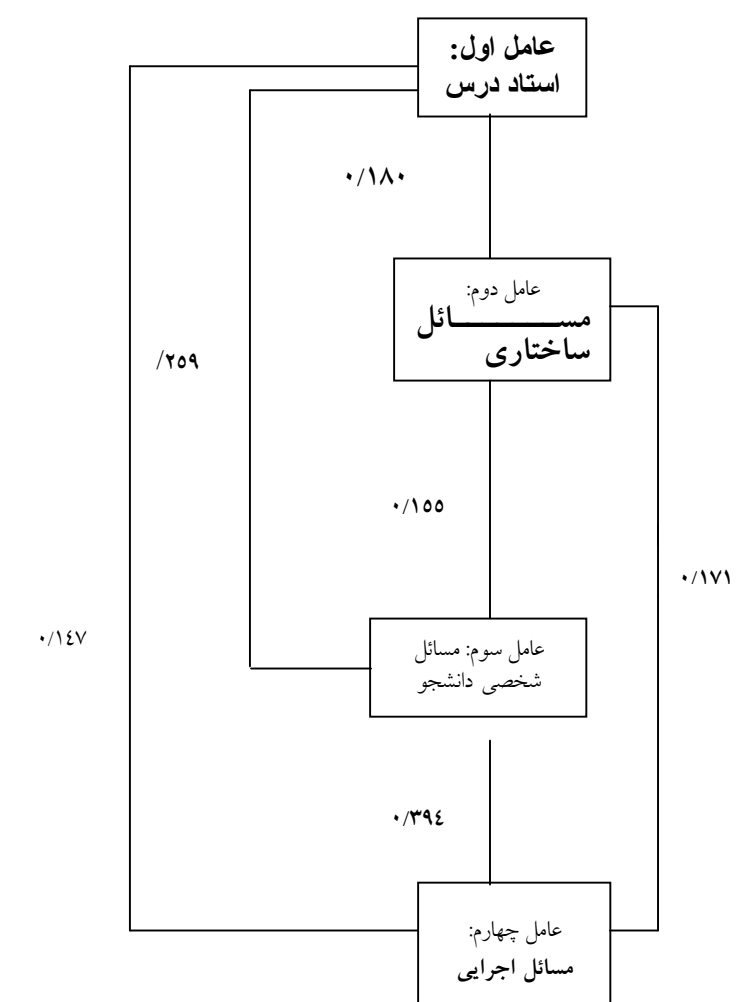 عامل اول:
استاد درس
۰/۱۸۰
عامل دوم:
مســـــــــائل
ساختاری
/۲۵۹
۰/۱۵۵
۰/۱۷۱
عامل سوم: مسائل
شخصی دانشجو
۰/۱٤۷
۰/۳۹٤
عامل چهارم:
مسائل اجرایی